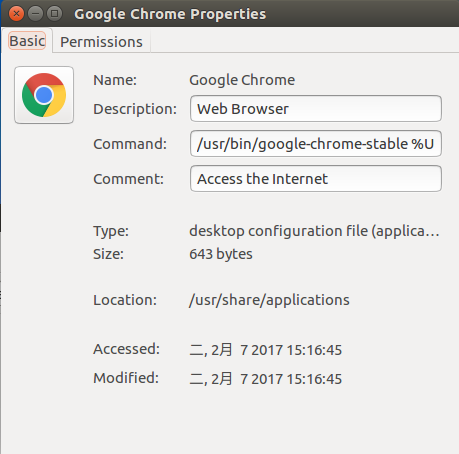 Google Chrome Properties
Basic Permissions
Name: Google Chrome
Description: Web Browser
Command: /usr/bin/google-chrome-stable %U
Comment: Access the Internet
Type: desktop configuration file (applica…
Size: 643 bytes
Location: /usr/share/applications
Accessed: 二, 2月 7 2017 15:16:45
Modified: 二, 2月 7 2017 15:16:45